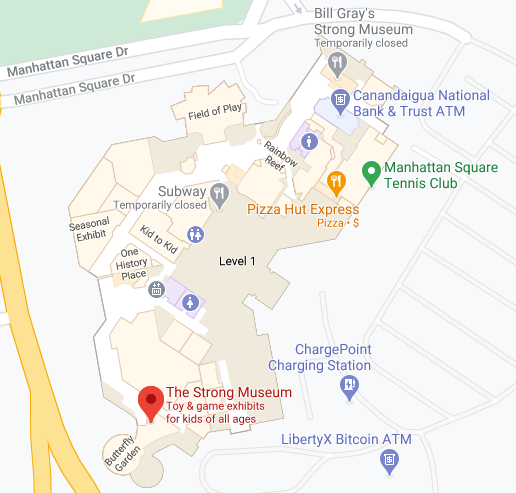 Bill Gray's
Strong Museum
Temporarily closed
Manhattan Square Dr
Manhattan Square Dr
Canandaigua National
Bank & Trust ATM
Field of Play
Rainbow
Reef
Manhattan Square
Tennis Club
Subway
Temporarily closed
Pizza Hut Express
Pizza • $
Seasonal
Exhibit
Kid to Kid
One
History
Place
Level 1
ChargePoint
Charging Station
The Strong Museum
Toy & game exhibits
for kids of all ages
Butterfly
Garden
LibertyX Bitcoin ATM